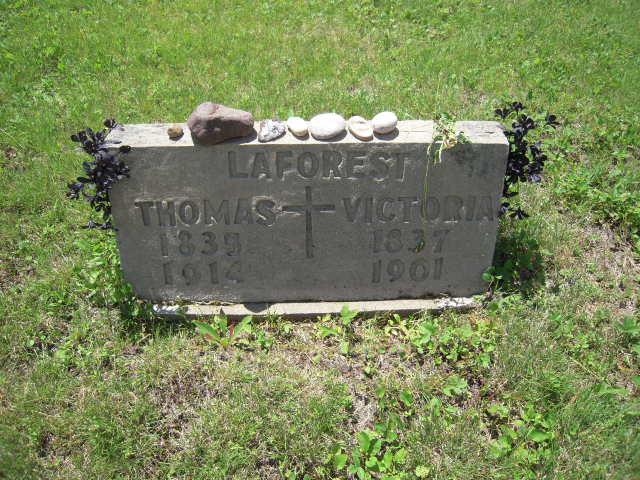 LAFOREST
THOMAS VICTORIA
1835 1837
1914 1901